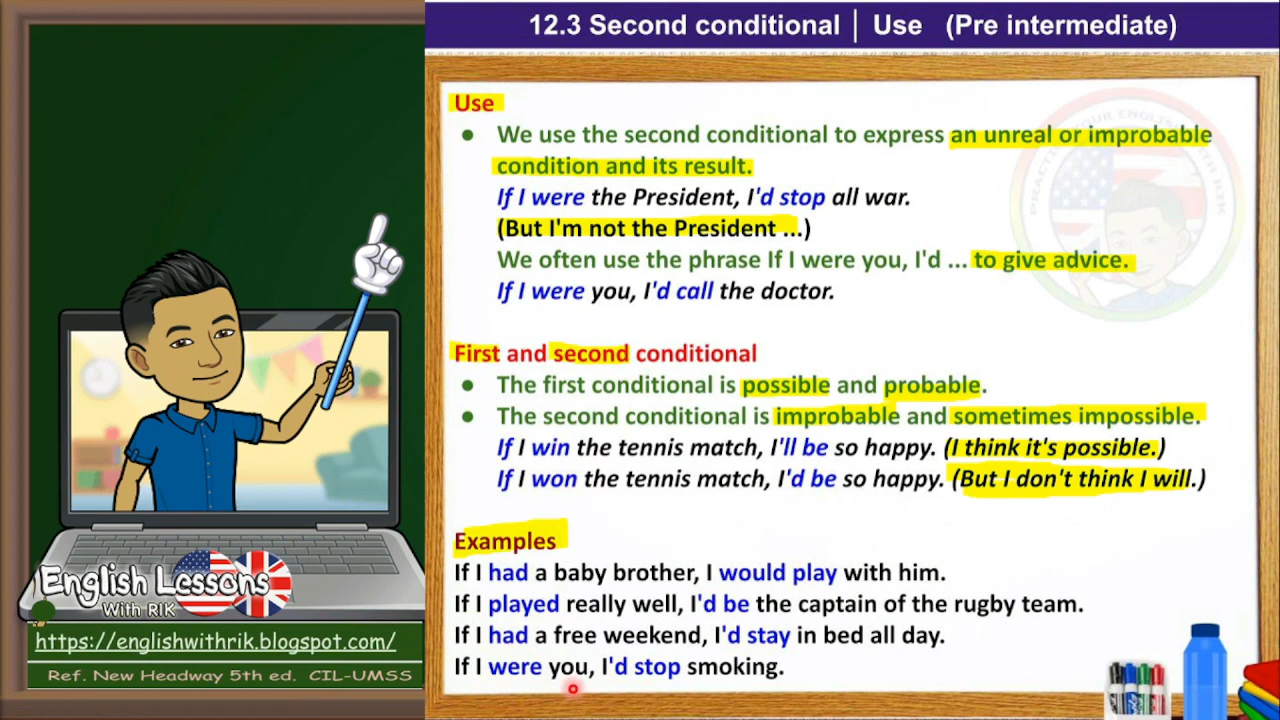 12.3 Second conditional | Use (Pre intermediate)
Use
● We use the second conditional to express an unreal or improbable
condition and its result.
If I were the President, I'd stop all war.
(But I'm not the President ...)
We often use the phrase If I were you, I'd ... to give advice.
If I were you, I'd call the doctor.
First and second conditional
● The first conditional is possible and probable.
● The second conditional is improbable and sometimes impossible.
If I win the tennis match, I'll be so happy. (I think it's possible.)
If I won the tennis match, I'd be so happy. (But I don't think I will.)
Examples
If I had a baby brother, I would play with him.
If I played really well, I'd be the captain of the rugby team.
If I had a free weekend, I'd stay in bed all day.
If I were you, I'd stop smoking.
English Lessons
With RIK
https://englishwithrik.blogspot.com/
Ref. New Headway 5th ed. CIL-UMSS